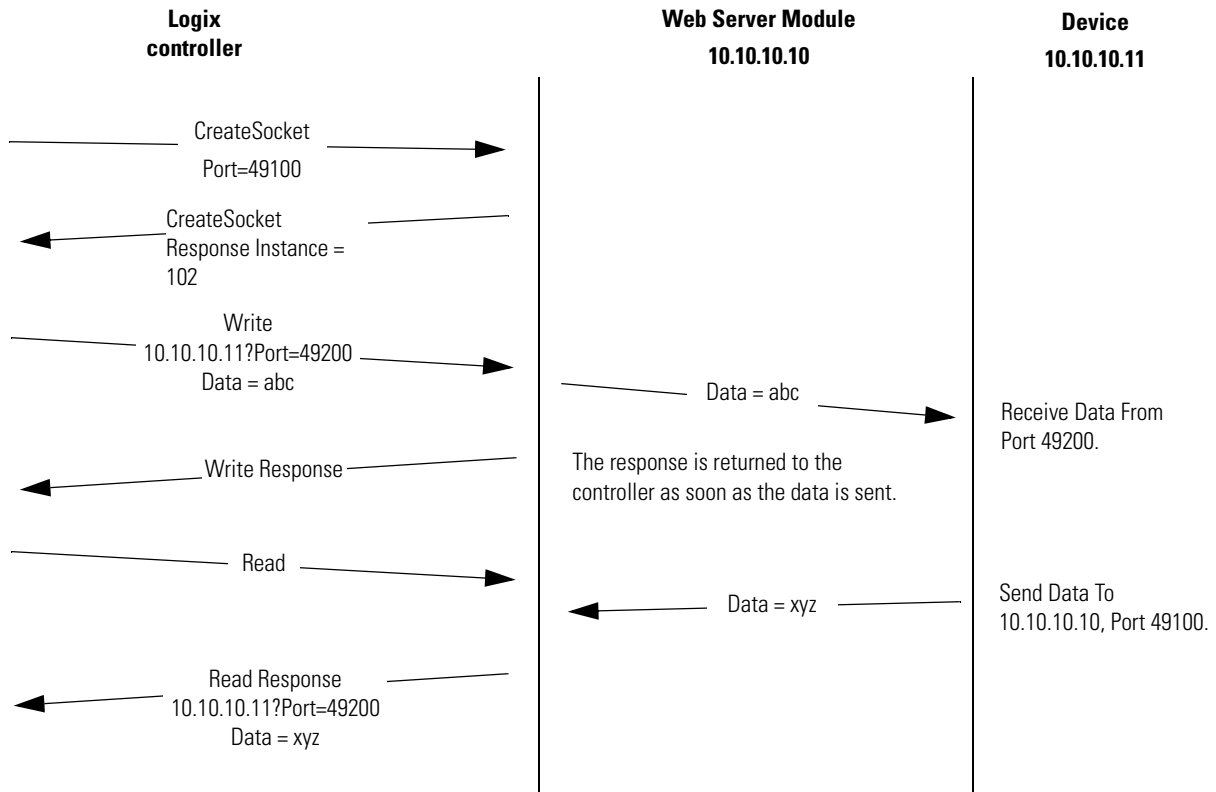 Logix
controller
Web Server Module
10.10.10.10
Device
10.10.10.11
CreateSocket
Port=49100
CreateSocket
Response Instance =
102
Write
10.10.10.11?Port=49200
Data = abc
Data = abc
Receive Data From
Port 49200.
Write Response
The response is returned to the
controller as soon as the data is sent.
Read
Data = xyz
Send Data To
10.10.10.10, Port 49100.
Read Response
10.10.10.11?Port=49200
Data = xyz